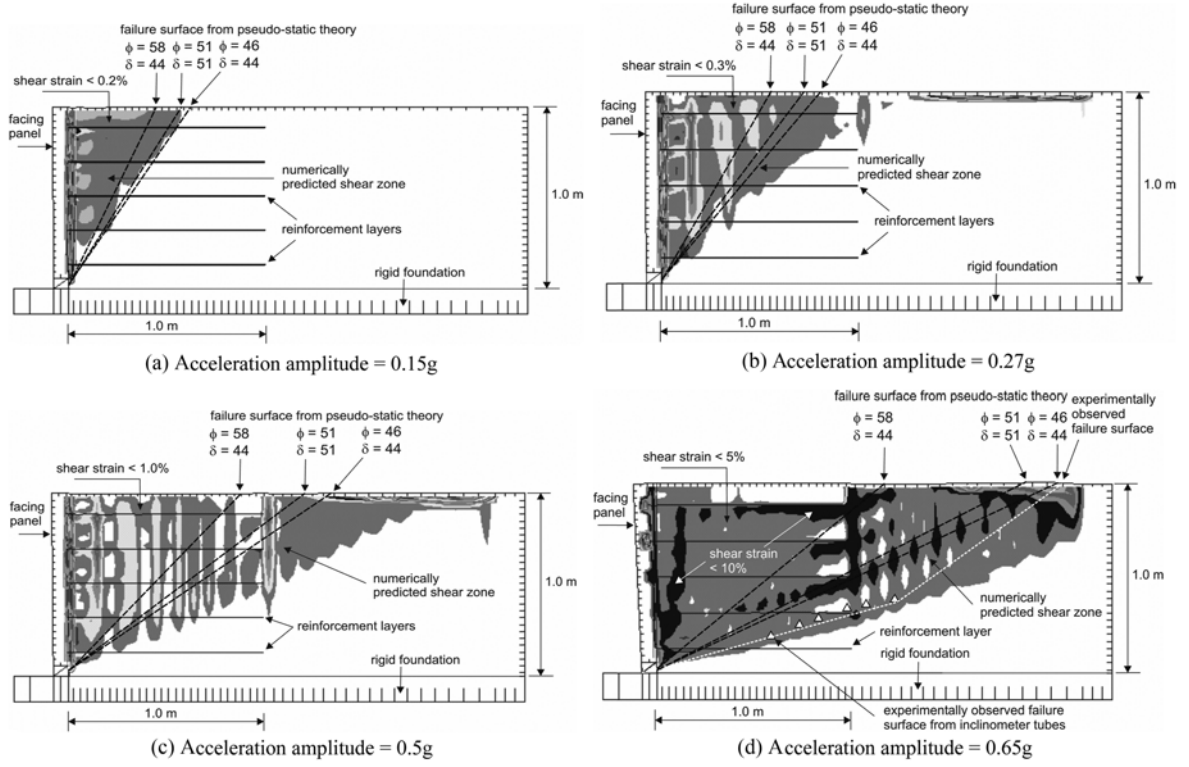 failure surface from pseudo-static theory
ϕ = 58 ϕ = 51 ϕ = 46
δ = 44 δ = 51 δ = 44
shear strain < 0.2%
facing
panel
numerically
predicted shear zone
reinforcement layers
rigid foundation
1.0 m
1.0 m
(a) Acceleration amplitude = 0.15g
failure surface from pseudo-static theory
ϕ = 58 ϕ = 51 ϕ = 46
δ = 44 δ = 51 δ = 44
shear strain < 0.3%
facing
panel
numerically
predicted shear zone
reinforcement layers
rigid foundation
1.0 m
1.0 m
(b) Acceleration amplitude = 0.27g
failure surface from pseudo-static theory
ϕ = 58 ϕ = 51 ϕ = 46
δ = 44 δ = 51 δ = 44
shear strain < 1.0%
facing
panel
numerically
predicted shear zone
reinforcement layers
rigid foundation
1.0 m
1.0 m
(c) Acceleration amplitude = 0.5g
failure surface from pseudo-static theory
ϕ = 58 ϕ = 51 ϕ = 46
δ = 44 δ = 51 δ = 44
experimentally
observed
failure surface
shear strain < 5%
facing
panel
shear strain
< 10%
numerically
predicted shear zone
reinforcement layer
rigid foundation
1.0 m
1.0 m
experimentally observed failure
surface from inclinometer tubes
(d) Acceleration amplitude = 0.65g